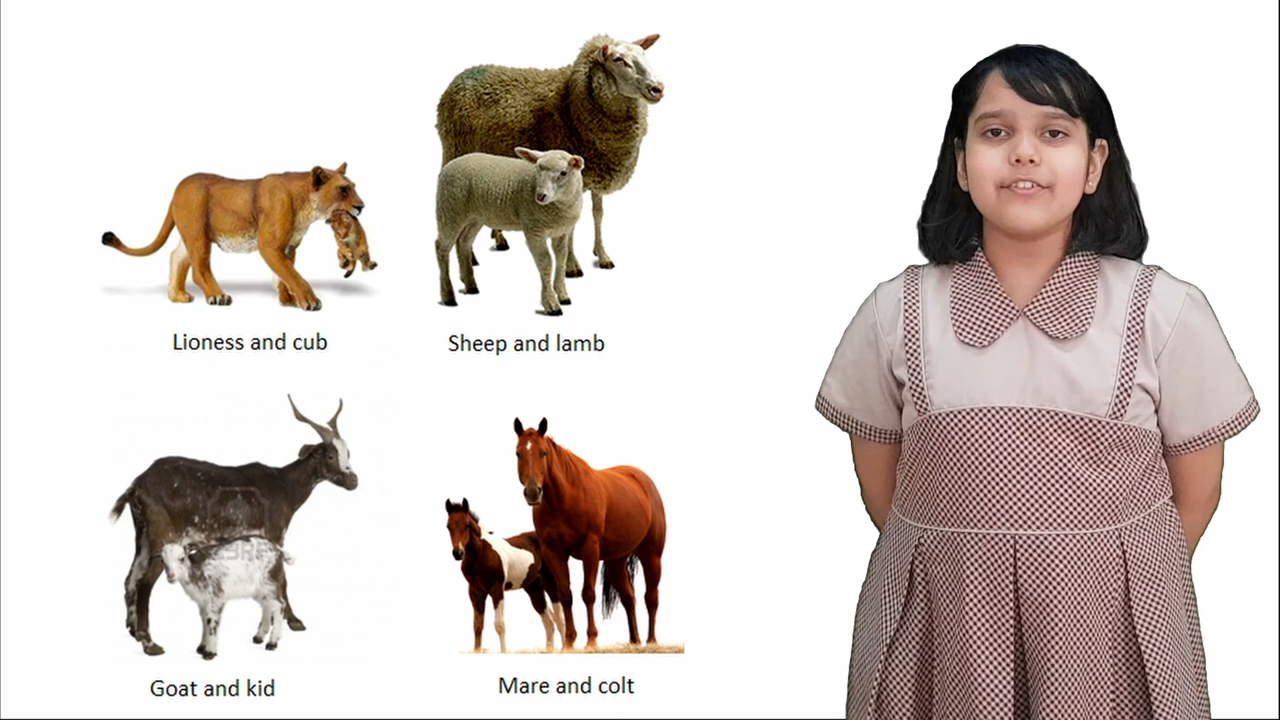 Lioness and cub
Sheep and lamb
Goat and kid
Mare and colt